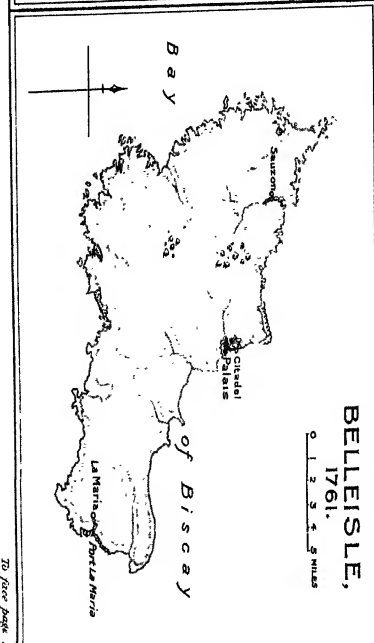 BELLEISLE,
1761.
0 1 2 3 4 5 MILES
Bay
of Biscay
Sauzon
Citadel
Palais
La Maria
Port La Maria
To face page